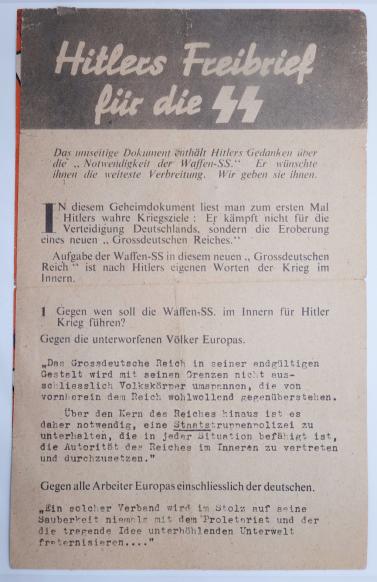 Hitlers Freibrief
für die SS
Das umseitige Dokument enthält Hitlers Gedanken über
die „Notwendigkeit der Waffen-SS.“ Er wünschte
ihnen die weiteste Verbreitung. Wir geben sie ihnen.
IN diesem Geheimdokument liest man zum ersten Mal
Hitlers wahre Kriegsziele : Er kämpft nicht für die
Verteidigung Deutschlands, sondern die Eroberung
eines neuen „Grossdeutschen Reiches.“
Aufgabe der Waffen-SS in diesem neuen „Grossdeutschen
Reich“ ist nach Hitlers eigenen Worten der Krieg im
Innern.
1 Gegen wen soll die Waffen-SS. im Innern für Hitler
Krieg führen?
Gegen die unterworfenen Völker Europas.
„Das Grossdeutsche Reich in seiner endgültigen
Gestalt wird mit seinen Grenzen nicht aus-
schliesslich Volkskörper umspannen, die von
vornherein dem Reich wohlwollend gegenüberstehen.
Über den Kern des Reiches hinaus ist es
daher notwendig, eine Staatstruppenpolizei zu
unterhalten, die in jeder Situation befähigt ist,
die Autorität des Reiches im Inneren zu vertreten
und durchzusetzen."
Gegen alle Arbeiter Europas einschliesslich der deutschen.
„Ein solcher Verband wird im Stolz auf seine
Sauberkeit niemals mit dem Proletariat und der
die tragende Idee unterhöhlenden Unterwelt
fraternisieren...."